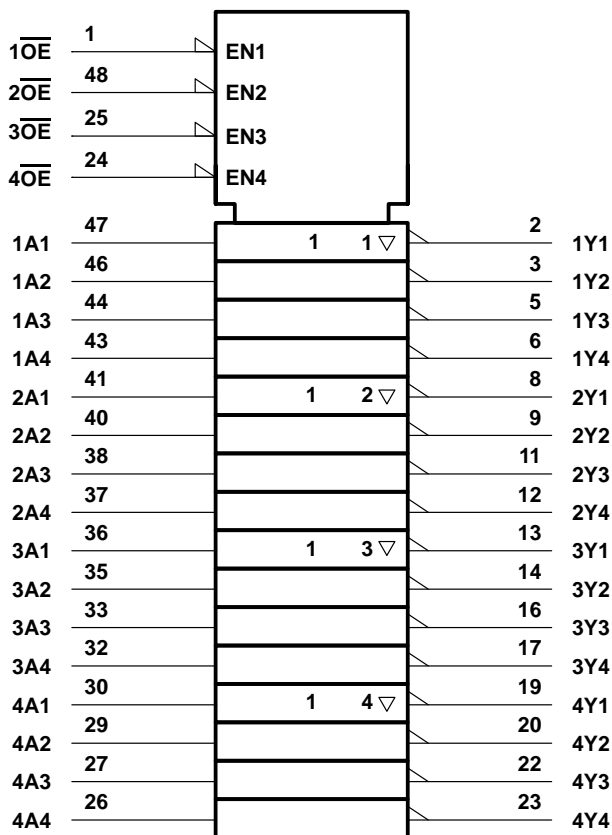 1O̅E̅ 1 EN1
2O̅E̅ 48 EN2
3O̅E̅ 25 EN3
4O̅E̅ 24 EN4
1A1 47 1 1 ▽ 2 1Y1
1A2 46 3 1Y2
1A3 44 5 1Y3
1A4 43 6 1Y4
2A1 41 1 2 ▽ 8 2Y1
2A2 40 9 2Y2
2A3 38 11 2Y3
2A4 37 12 2Y4
3A1 36 1 3 ▽ 13 3Y1
3A2 35 14 3Y2
3A3 33 16 3Y3
3A4 32 17 3Y4
4A1 30 1 4 ▽ 19 4Y1
4A2 29 20 4Y2
4A3 27 22 4Y3
4A4 26 23 4Y4